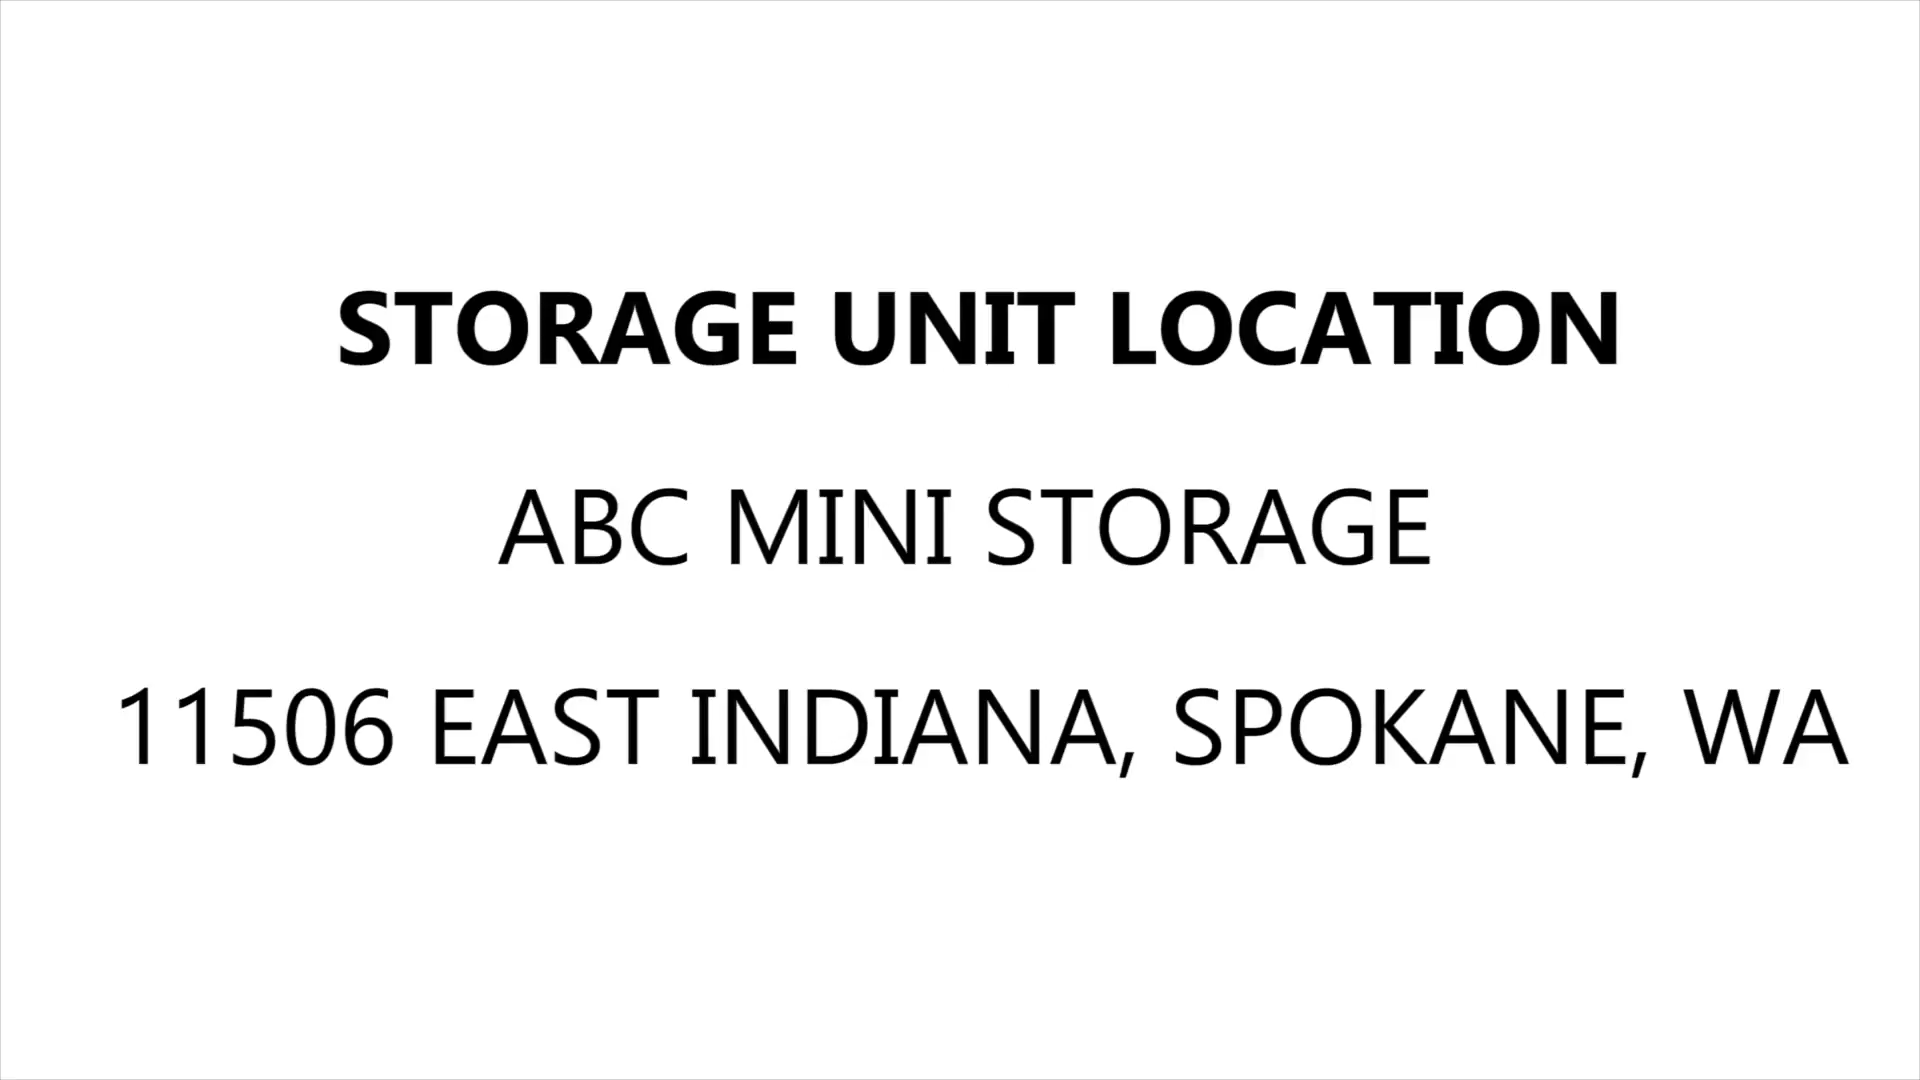 STORAGE UNIT LOCATION
ABC MINI STORAGE
11506 EAST INDIANA, SPOKANE, WA